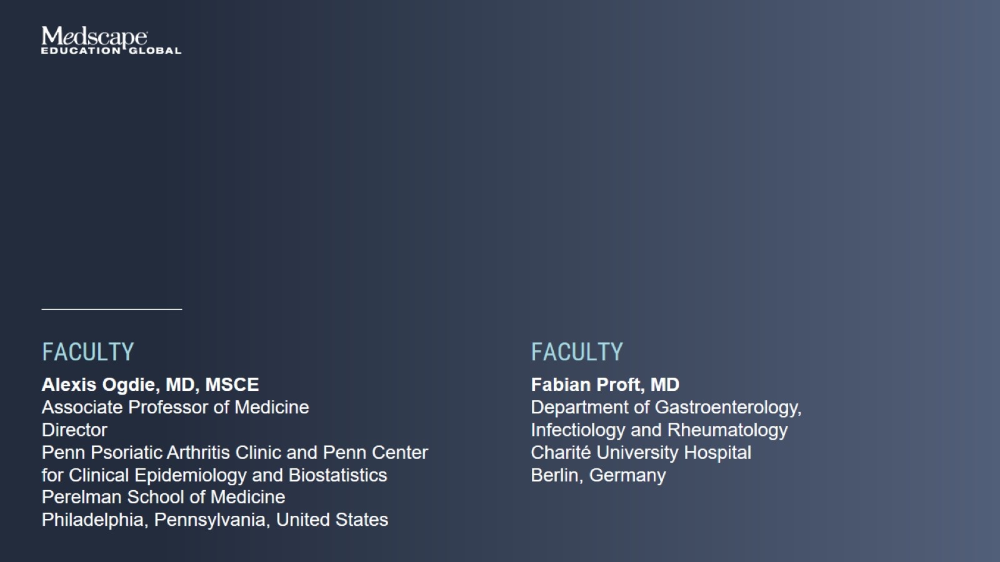 Medscape
EDUCATION GLOBAL
FACULTY
Alexis Ogdie, MD, MSCE
Associate Professor of Medicine
Director
Penn Psoriatic Arthritis Clinic and Penn Center
for Clinical Epidemiology and Biostatistics
Perelman School of Medicine
Philadelphia, Pennsylvania, United States
FACULTY
Fabian Proft, MD
Department of Gastroenterology,
Infectiology and Rheumatology
Charité University Hospital
Berlin, Germany